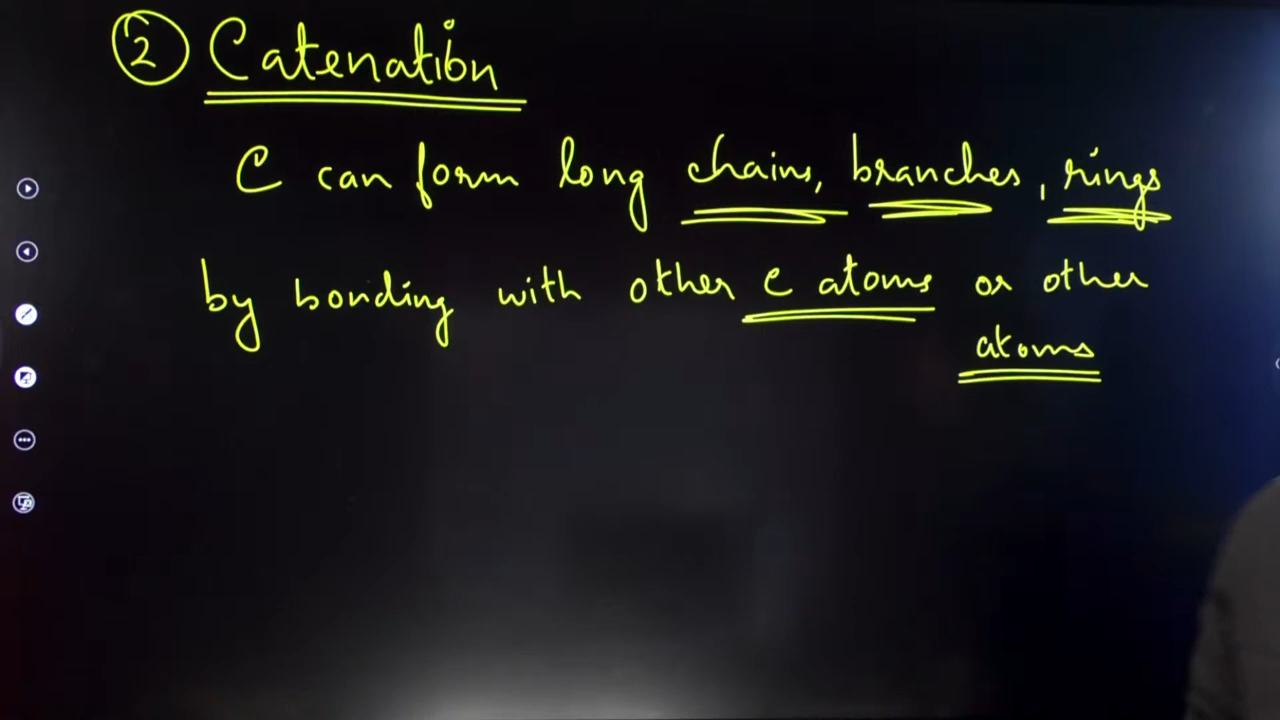 ② Catenation
C can form long chains, branches, rings
by bonding with other C atoms or other
atoms